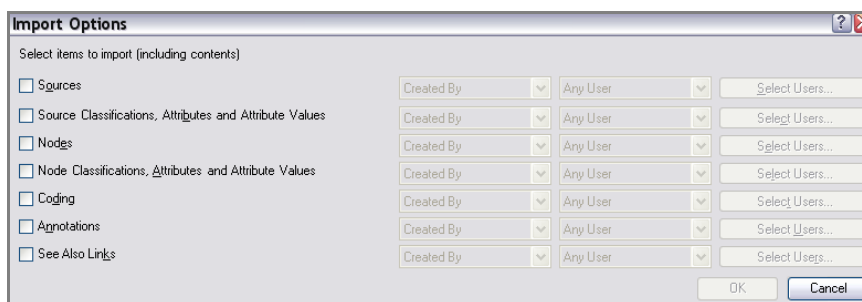 Import Options
?
Select items to import (including contents)
Sources Created By Any User Select Users...
Source Classifications, Attributes and Attribute Values Created By Any User Select Users...
Nodes Created By Any User Select Users...
Node Classifications, Attributes and Attribute Values Created By Any User Select Users...
Coding Created By Any User Select Users...
Annotations Created By Any User Select Users...
See Also Links Created By Any User Select Users...
OK Cancel